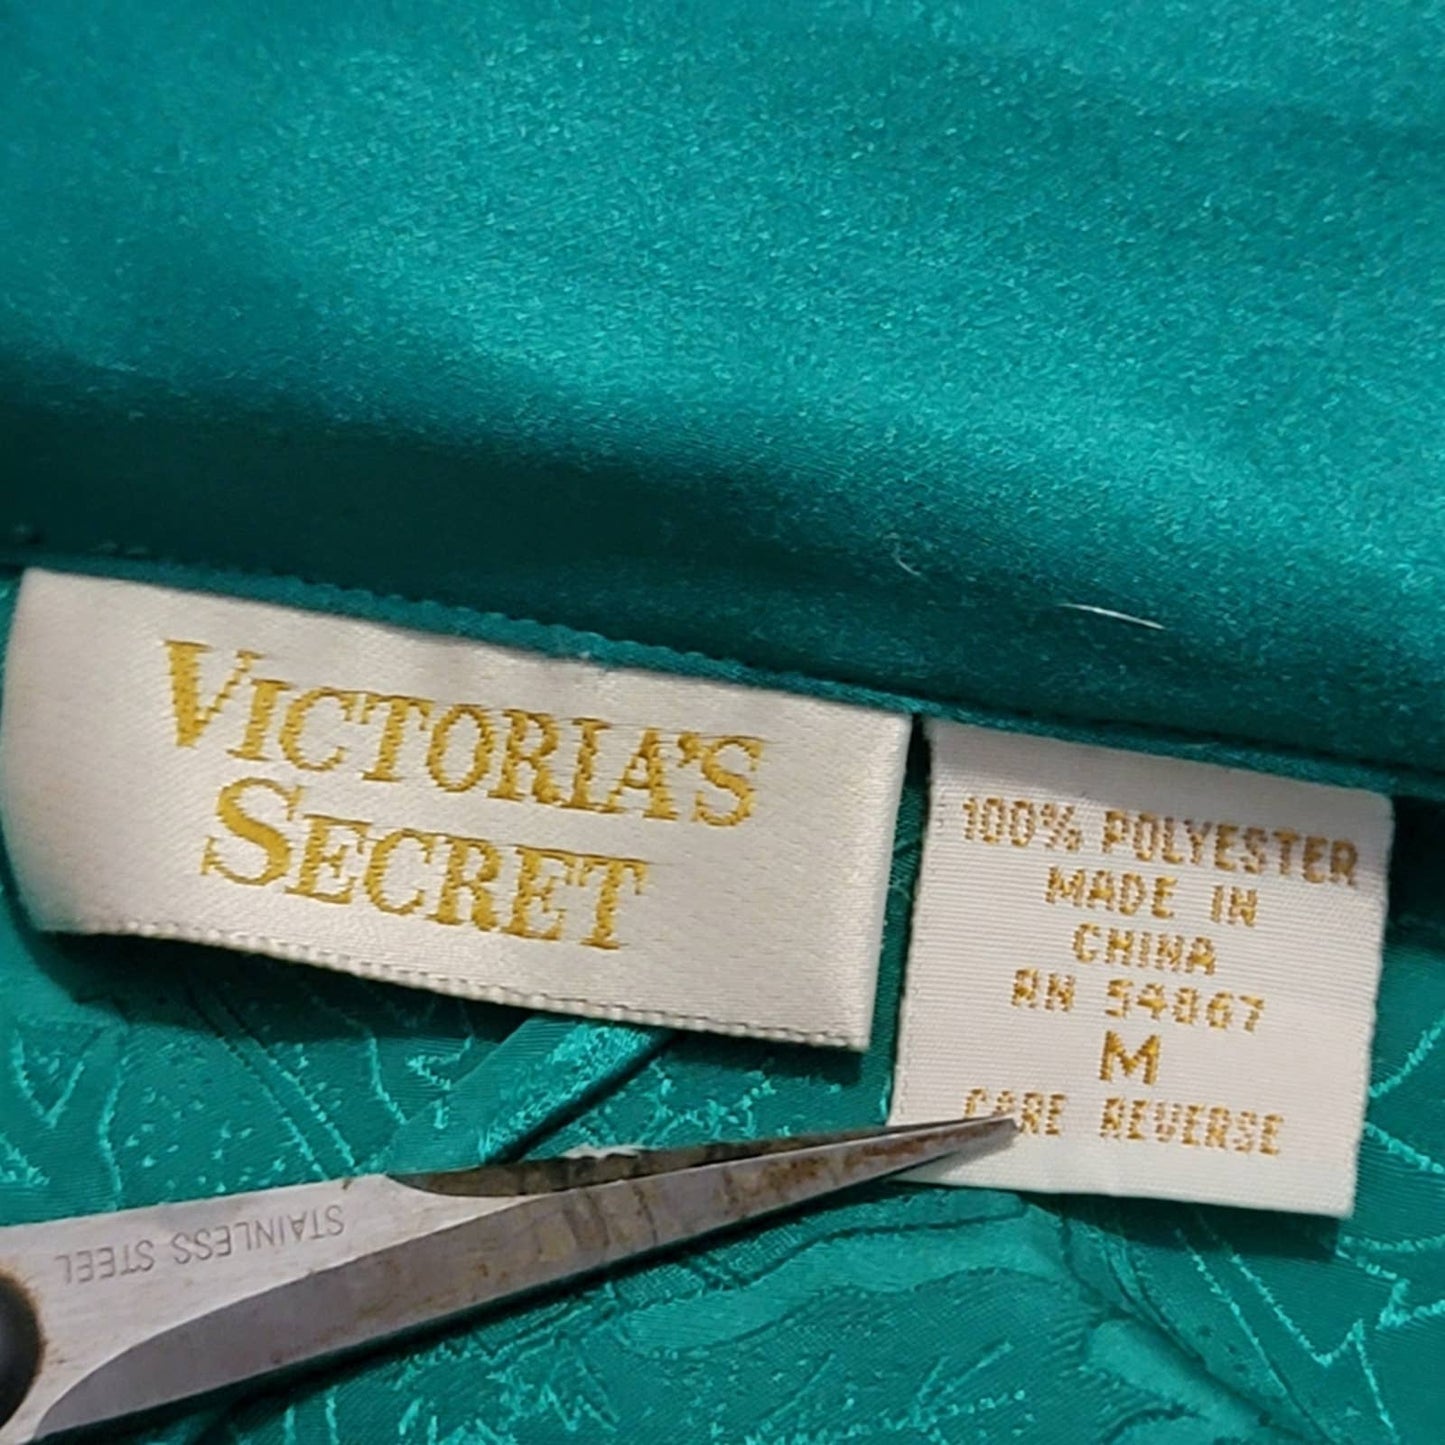 VICTORIA'S
SECRET
100% POLYESTER
MADE IN
CHINA
RN 54867
M
CARE REVERSE
STAINLESS STEEL